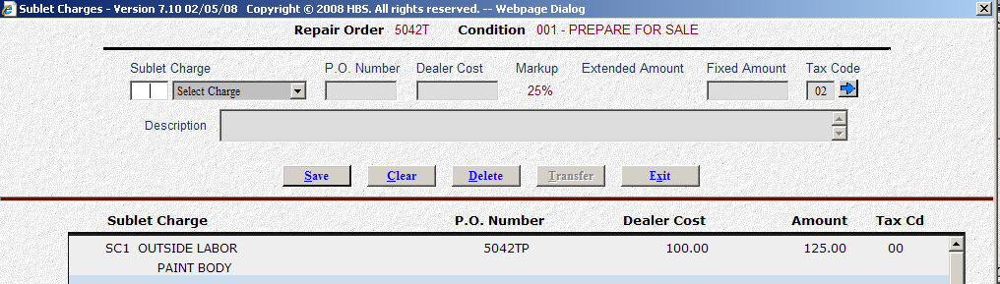 Sublet Charges - Version 7.10 02/05/08 Copyright © 2008 HBS. All rights reserved. -- Webpage Dialog
Repair Order 5042T Condition 001 - PREPARE FOR SALE
Sublet Charge P.O. Number Dealer Cost Markup Extended Amount Fixed Amount Tax Code
Select Charge 25% 02
Description
Save Clear Delete Transfer Exit
Sublet Charge P.O. Number Dealer Cost Amount Tax Cd
SC1 OUTSIDE LABOR 5042TP 100.00 125.00 00
PAINT BODY